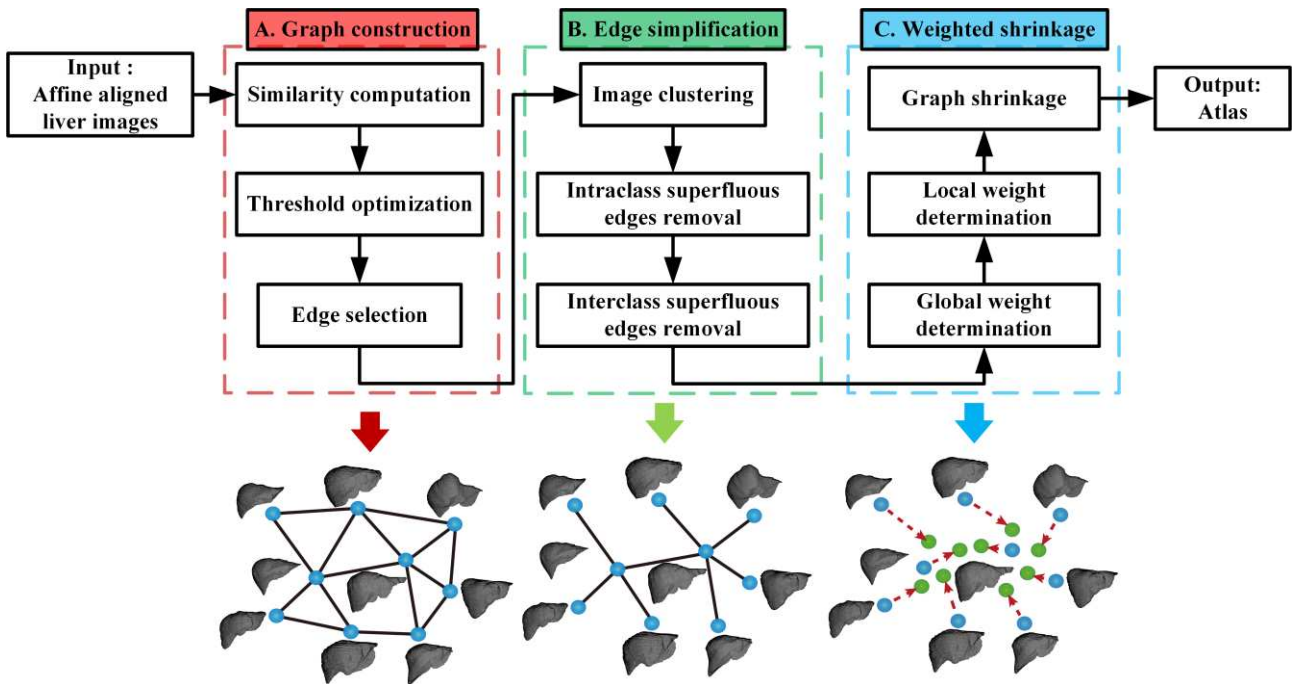 A. Graph construction
B. Edge simplification
C. Weighted shrinkage
Input :
Affine aligned
liver images
Similarity computation
Threshold optimization
Edge selection
Image clustering
Intraclass superfluous
edges removal
Interclass superfluous
edges removal
Graph shrinkage
Local weight
determination
Global weight
determination
Output:
Atlas